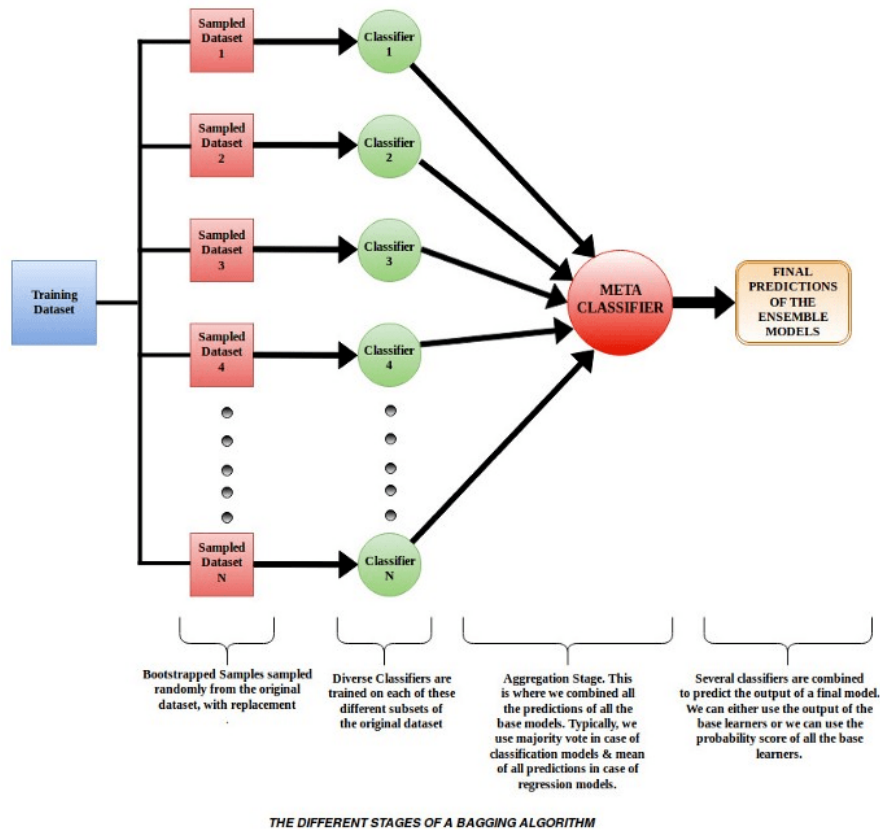 Sampled
Dataset
1
Classifier
1
Sampled
Dataset
2
Classifier
2
Sampled
Dataset
3
Classifier
3
Training
Dataset
META
CLASSIFIER
FINAL
PREDICTIONS
OF THE
ENSEMBLE
MODELS
Sampled
Dataset
4
Classifier
4
Sampled
Dataset
N
Classifier
N
Bootstrapped Samples sampled
randomly from the original
dataset, with replacement
.
Diverse Classifiers are
trained on each of these
different subsets of
the original dataset
Aggregation Stage. This
is where we combined all
the predictions of all the
base models. Typically, we
use majority vote in case of
classification models & mean
of all predictions in case of
regression models.
Several classifiers are combined
to predict the output of a final model.
We can either use the output of the
base learners or we can use the
probability score of all the base
learners.
THE DIFFERENT STAGES OF A BAGGING ALGORITHM